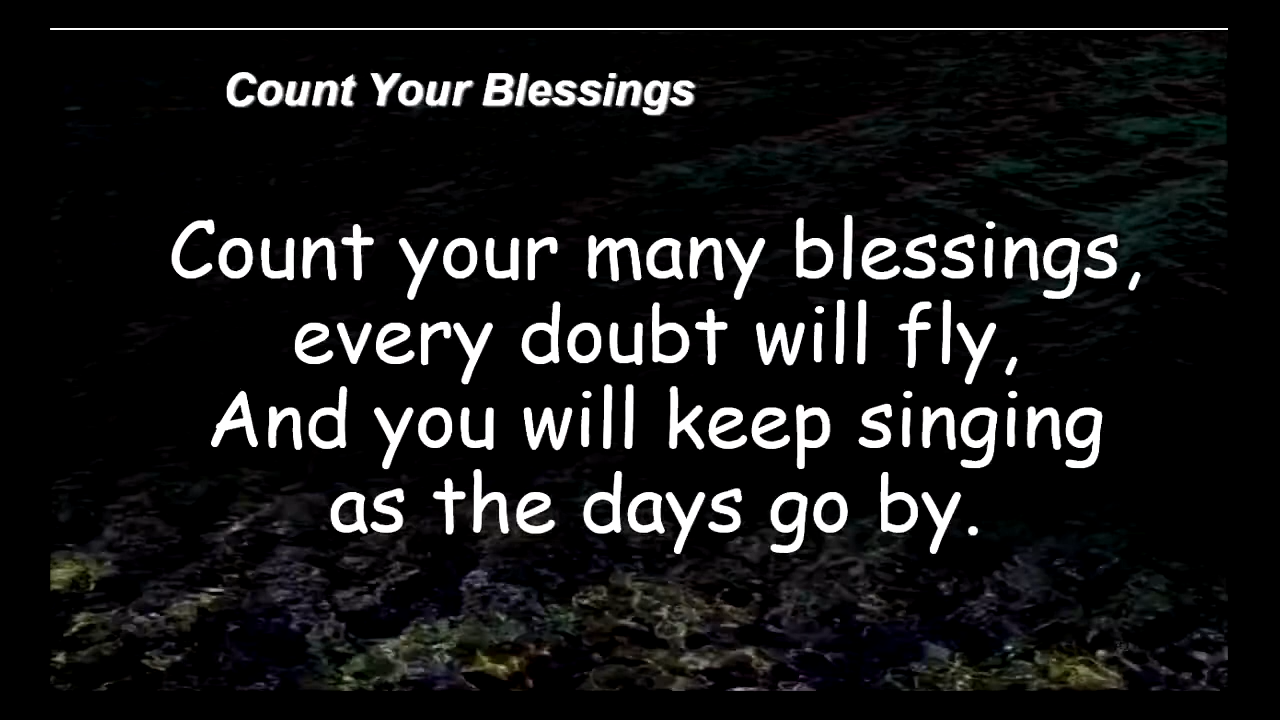 Count Your Blessings
Count your many blessings,
every doubt will fly,
And you will keep singing
as the days go by.